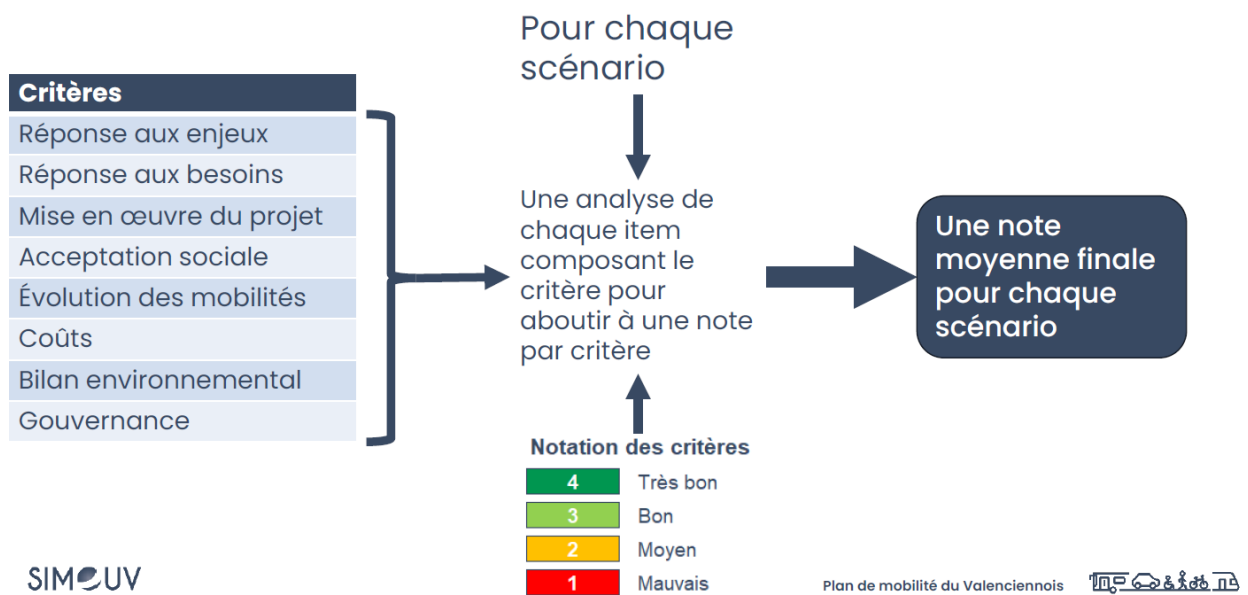 Pour chaque
scénario
Critères
Réponse aux enjeux
Réponse aux besoins
Mise en œuvre du projet
Acceptation sociale
Évolution des mobilités
Coûts
Bilan environnemental
Gouvernance
Une analyse de
chaque item
composant le
critère pour
aboutir à une note
par critère
Une note
moyenne finale
pour chaque
scénario
Notation des critères
4 Très bon
3 Bon
2 Moyen
1 Mauvais
SIMOUV
Plan de mobilité du Valenciennois